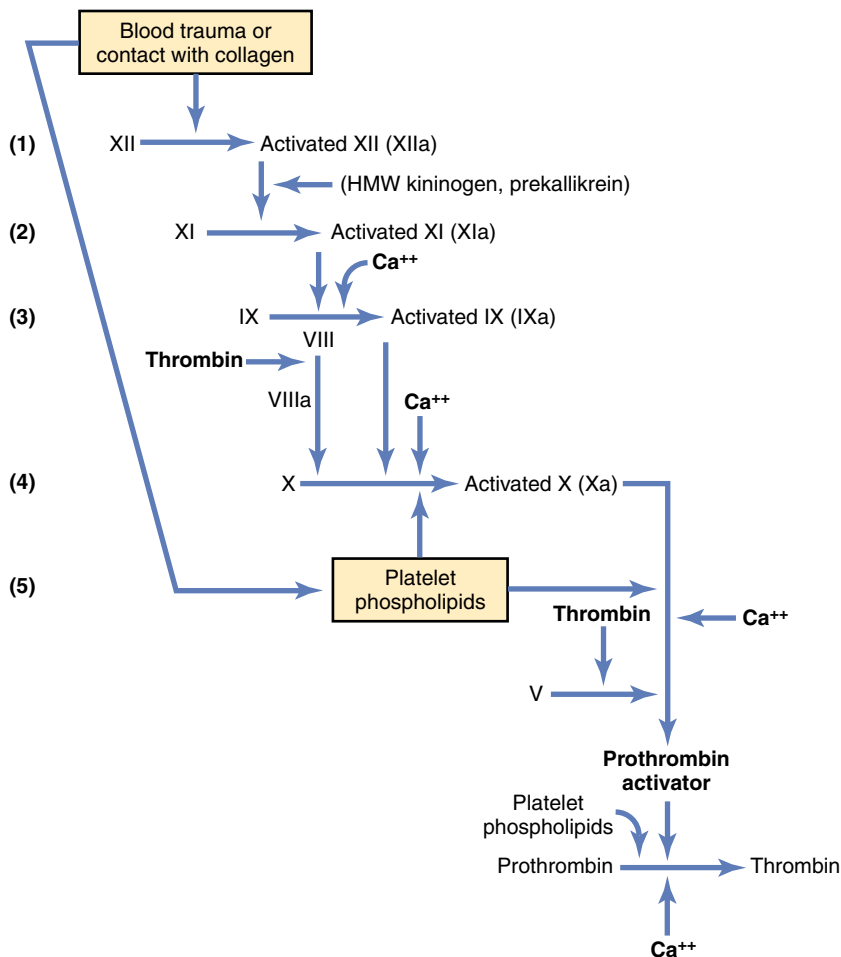 Blood trauma or
contact with collagen
(1) XII Activated XII (XIIa)
(HMW kininogen, prekallikrein)
(2) XI Activated XI (XIa)
Ca++
(3) IX Activated IX (IXa)
VIII
Thrombin
VIIIa Ca++
(4) X Activated X (Xa)
(5) Platelet
phospholipids
Thrombin Ca++
V
Prothrombin
activator
Platelet
phospholipids
Prothrombin Thrombin
Ca++